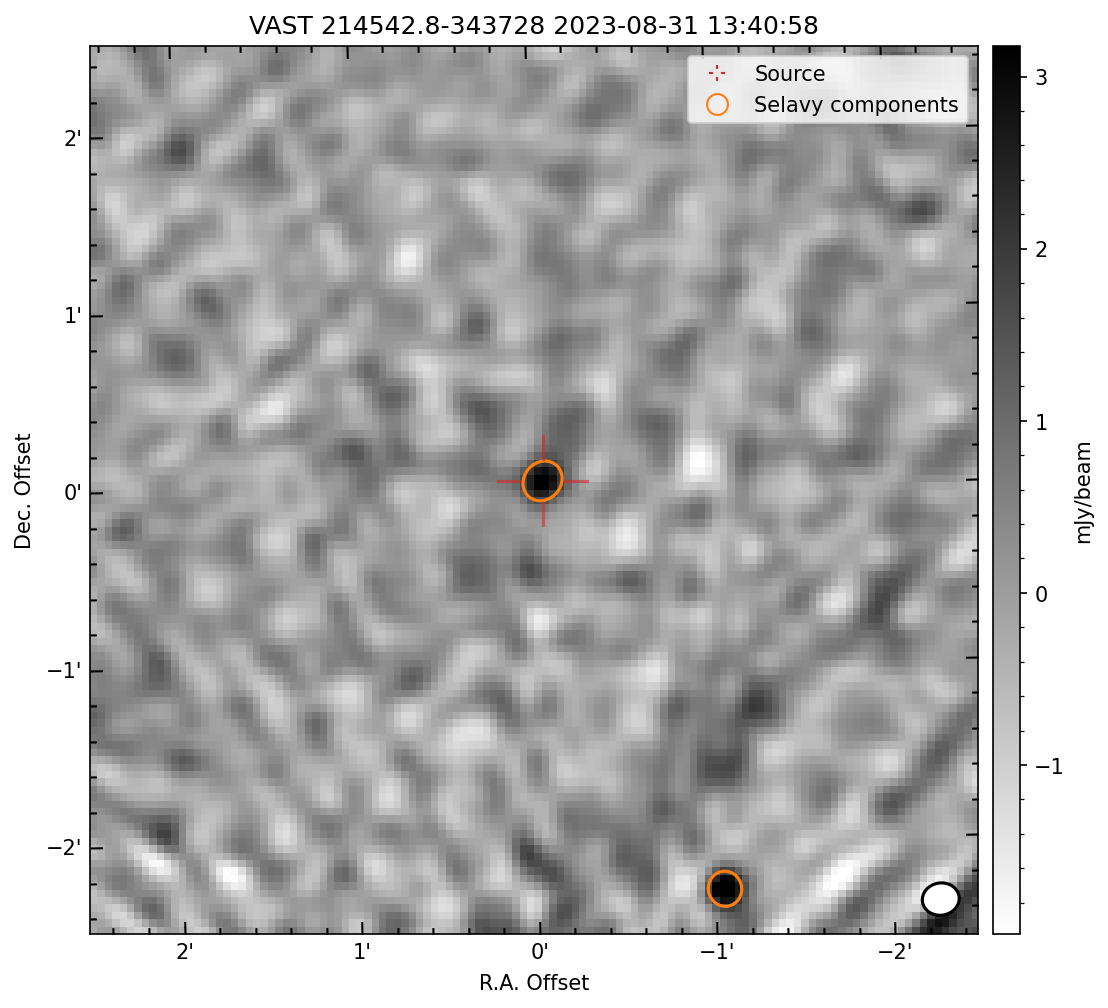 VAST 214542.8-343728 2023-08-31 13:40:58
Source
Selavy components
2'
1'
0'
−1'
−2'
Dec. Offset
2'
1'
0'
−1'
−2'
R.A. Offset
3
2
1
0
−1
mJy/beam